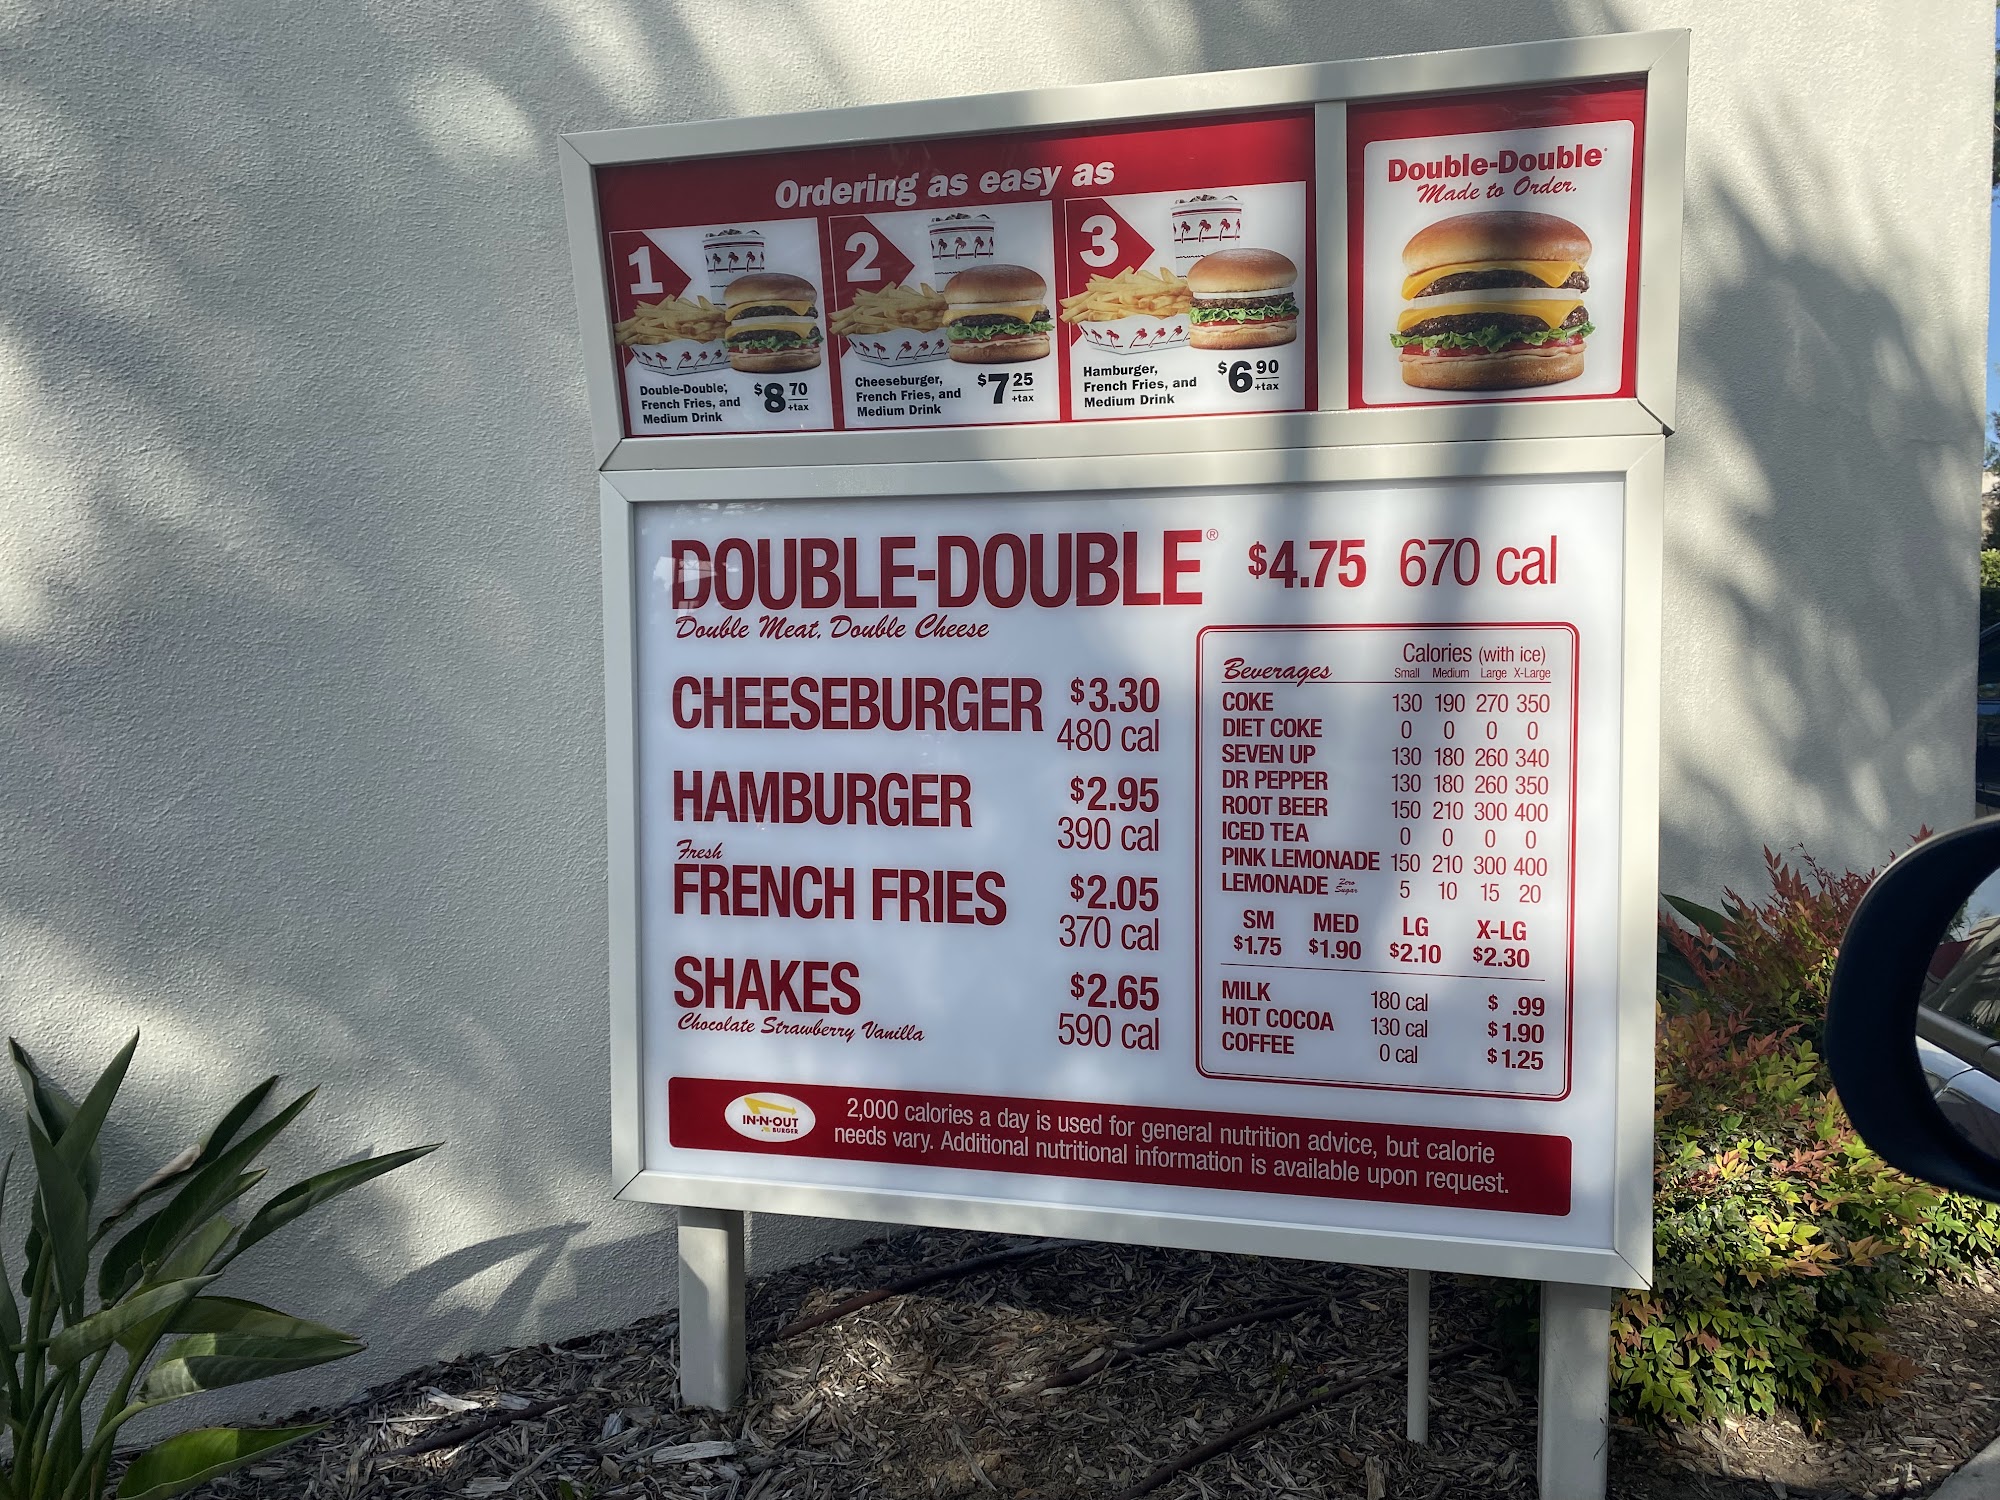 Ordering as easy as
1
Double-Double,®
French Fries, and
Medium Drink
$8 70
+tax
2
Cheeseburger,
French Fries, and
Medium Drink
$7 25
+tax
3
Hamburger,
French Fries, and
Medium Drink
$6 90
+tax
Double-Double®
Made to Order.
DOUBLE-DOUBLE® $4.75 670 cal
Double Meat, Double Cheese
CHEESEBURGER $3.30
480 cal
HAMBURGER $2.95
390 cal
Fresh
FRENCH FRIES $2.05
370 cal
SHAKES $2.65
Chocolate Strawberry Vanilla 590 cal
Beverages Calories (with ice)
Small Medium Large X-Large
COKE 130 190 270 350
DIET COKE 0 0 0 0
SEVEN UP 130 180 260 340
DR PEPPER 130 180 260 350
ROOT BEER 150 210 300 400
ICED TEA 0 0 0 0
PINK LEMONADE 150 210 300 400
LEMONADE Zero Sugar 5 10 15 20
SM MED LG X-LG
$1.75 $1.90 $2.10 $2.30
MILK 180 cal $ .99
HOT COCOA 130 cal $1.90
COFFEE 0 cal $1.25
IN-N-OUT
BURGER
2,000 calories a day is used for general nutrition advice, but calorie
needs vary. Additional nutritional information is available upon request.